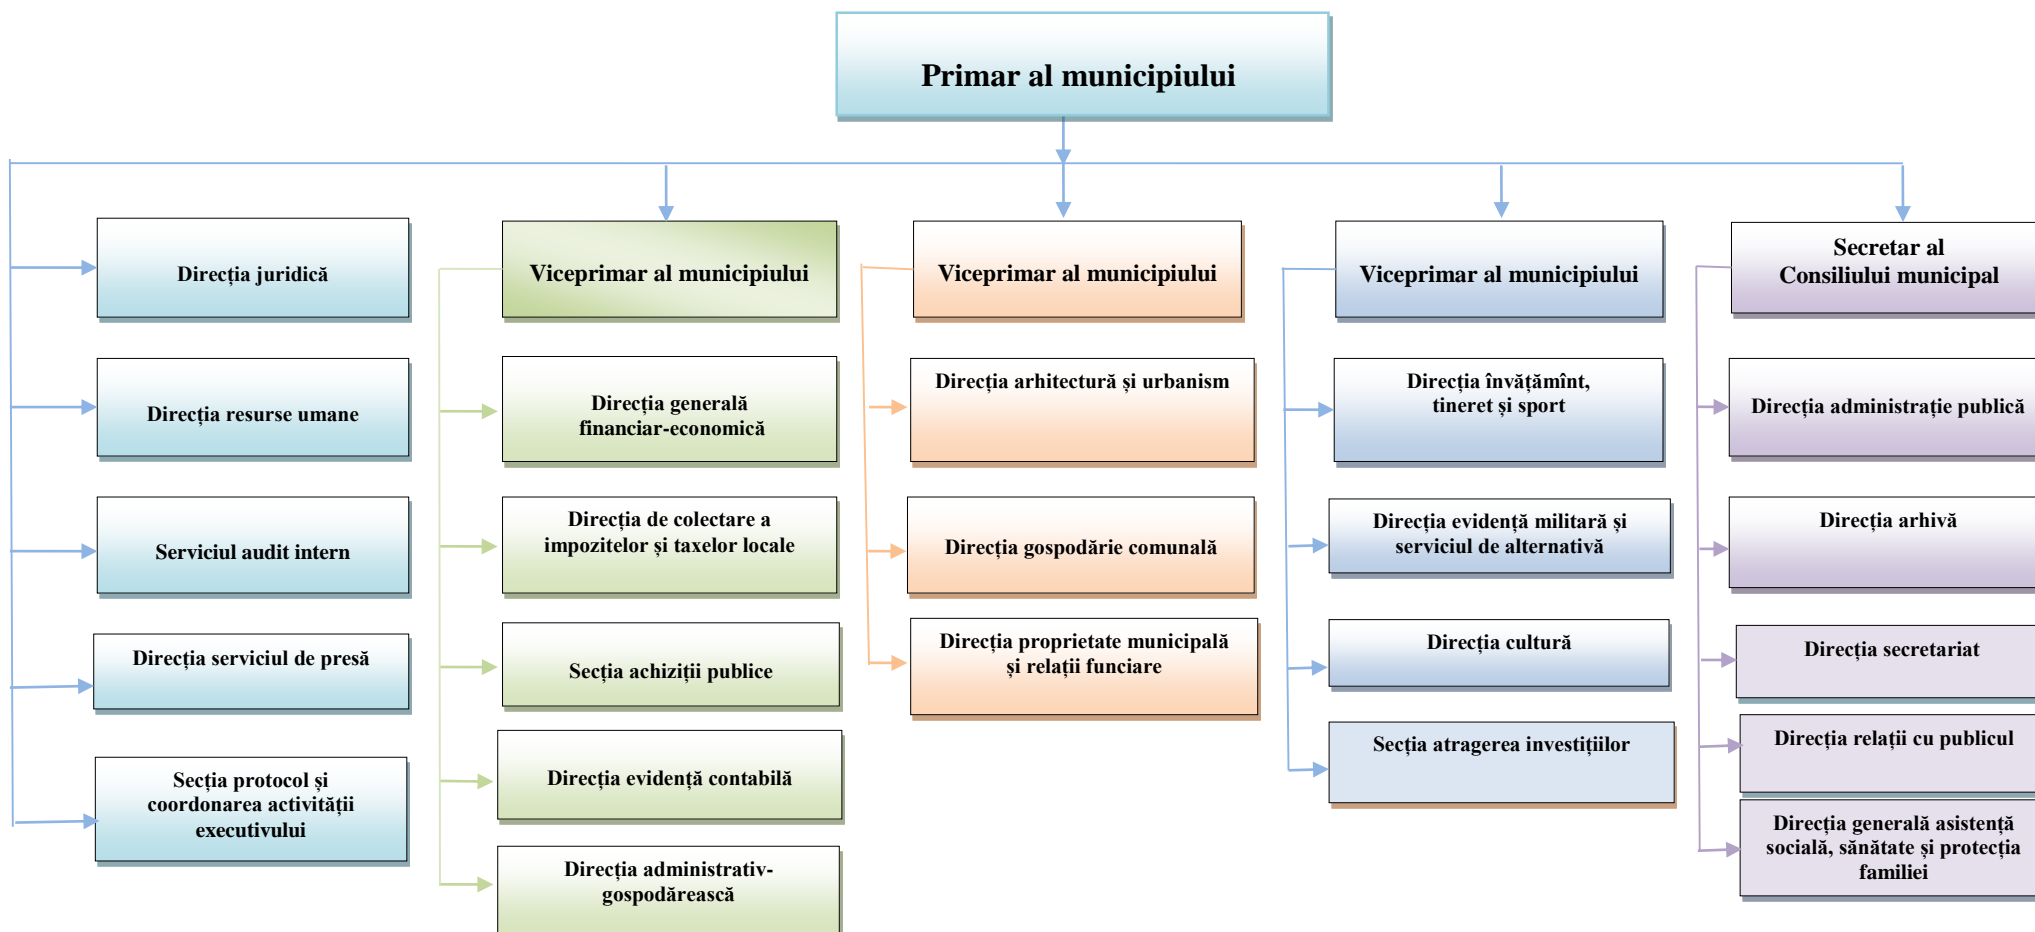 Primar al municipiului
Direcția juridică
Direcția resurse umane
Serviciul audit intern
Direcția serviciul de presă
Secția protocol și
coordonarea activității
executivului
Viceprimar al municipiului
Direcția generală
financiar-economică
Direcția de colectare a
impozitelor și taxelor locale
Secția achiziții publice
Direcția evidență contabilă
Direcția administrativ-
gospodărească
Viceprimar al municipiului
Direcția arhitectură și urbanism
Direcția gospodărie comunală
Direcția proprietate municipală
și relații funciare
Viceprimar al municipiului
Direcția învățămînt,
tineret și sport
Direcția evidență militară și
serviciul de alternativă
Direcția cultură
Secția atragerea investițiilor
Secretar al
Consiliului municipal
Direcția administrație publică
Direcția arhivă
Direcția secretariat
Direcția relații cu publicul
Direcția generală asistență
socială, sănătate și protecția
familiei